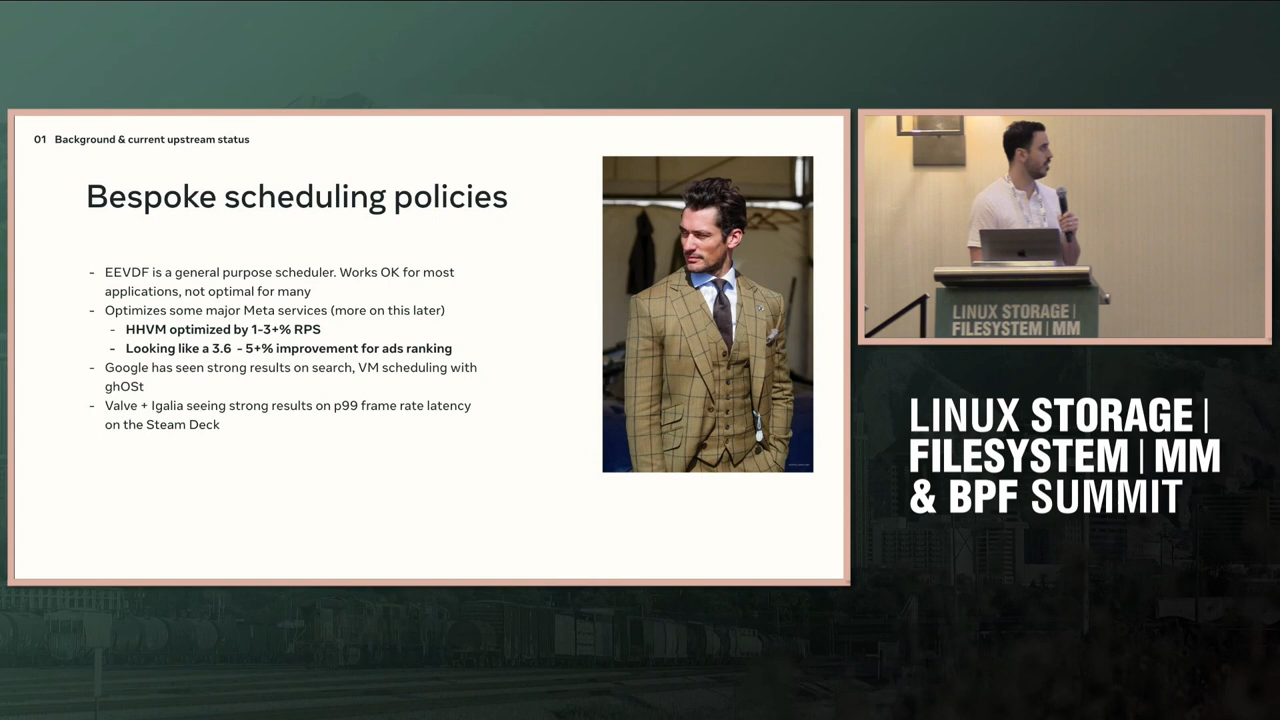 01 Background & current upstream status
Bespoke scheduling policies
- EEVDF is a general purpose scheduler. Works OK for most
applications, not optimal for many
- Optimizes some major Meta services (more on this later)
- HHVM optimized by 1-3+% RPS
- Looking like a 3.6 - 5+% improvement for ads ranking
- Google has seen strong results on search, VM scheduling with
ghOSt
- Valve + Igalia seeing strong results on p99 frame rate latency
on the Steam Deck
LINUX STORAGE |
FILESYSTEM | MM
LINUX STORAGE |
FILESYSTEM | MM
& BPF SUMMIT